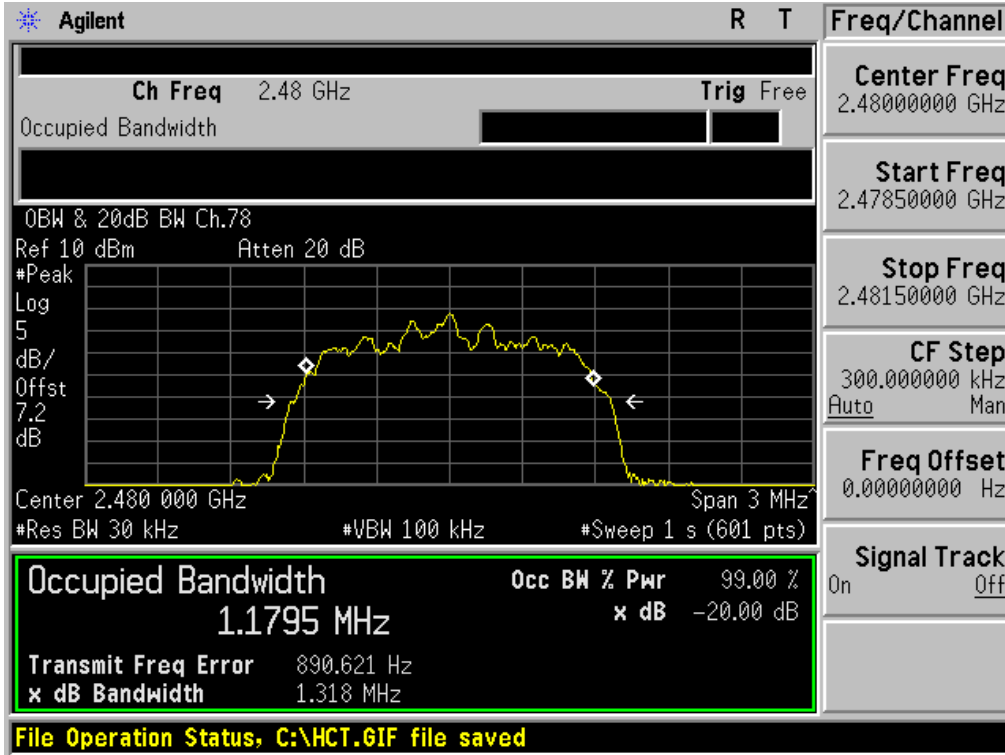 Agilent
R T
Freq/Channel
Ch Freq 2.48 GHz
Trig Free
Occupied Bandwidth
OBW & 20dB BW Ch.78
Ref 10 dBm
Atten 20 dB
#Peak
Log
5
dB/
Offst
7.2
dB
Center 2.480 000 GHz
Span 3 MHz^
#Res BW 30 kHz
#VBW 100 kHz
#Sweep 1 s (601 pts)
Occupied Bandwidth
1.1795 MHz
Occ BW % Pwr 99.00 %
x dB -20.00 dB
Transmit Freq Error 890.621 Hz
x dB Bandwidth 1.318 MHz
File Operation Status, C:\HCT.GIF file saved
Center Freq
2.48000000 GHz
Start Freq
2.47850000 GHz
Stop Freq
2.48150000 GHz
CF Step
300.000000 kHz
Auto Man
Freq Offset
0.00000000 Hz
Signal Track
On Off